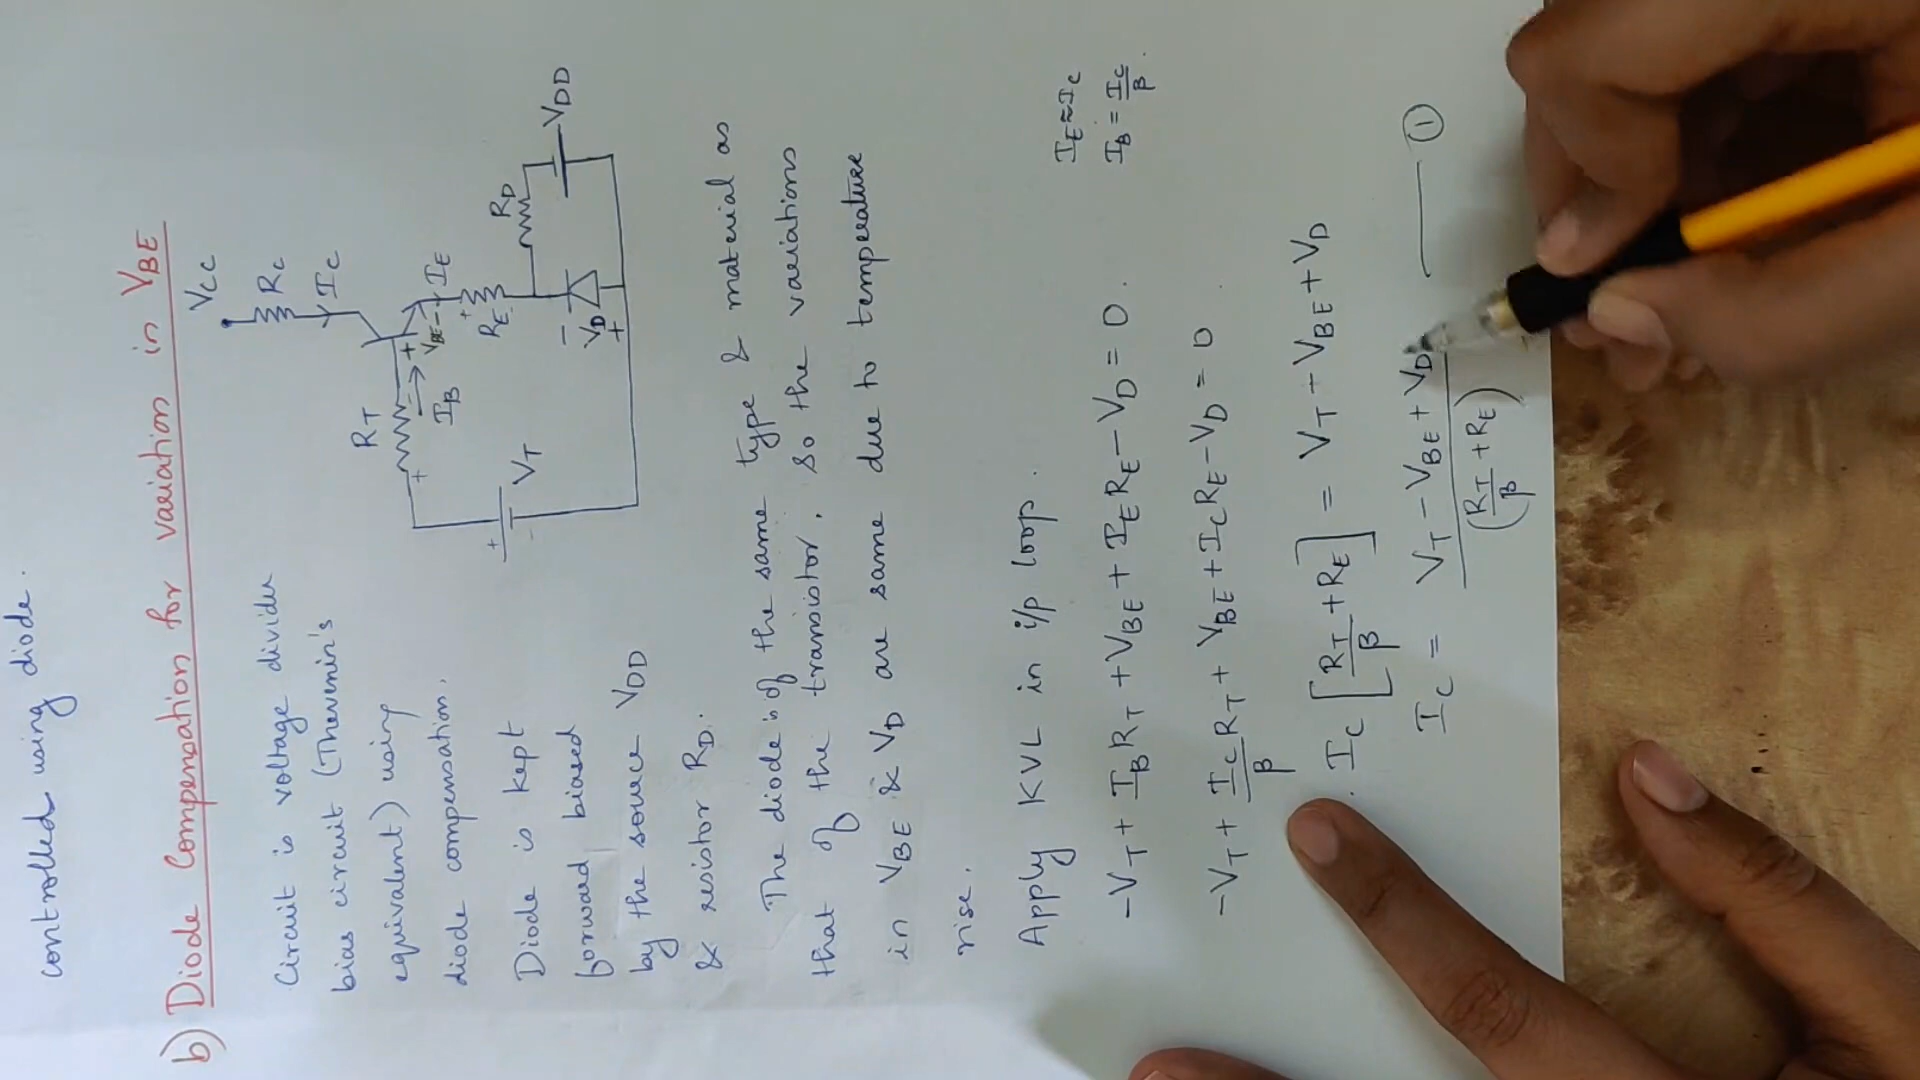 controlled using diode.
b) Diode Compensation for variation in VBE
Circuit is voltage divider
bias circuit (Thevenin's
equivalent) using
diode compensation.
Diode is kept
forward biased
by the source VDD
& resistor RD.
VCC
RC
IC
RT
+
IB
+ VBE -
IE
+
RE
RD
VDD
- VD +
+
VT
-
The diode is of the same type & material as
that of the transistor. So the variations
in VBE & VD are same due to temperature
rise.
Apply KVL in i/p loop.
IE ≈ IC
-VT + IBRT + VBE + IERE - VD = 0.
IB = IC/β.
-VT + IC/β RT + VBE + ICRE - VD = 0
IC [RT/β + RE] = VT - VBE + VD
IC = VT - VBE + VD / (RT/β + RE) —— ①